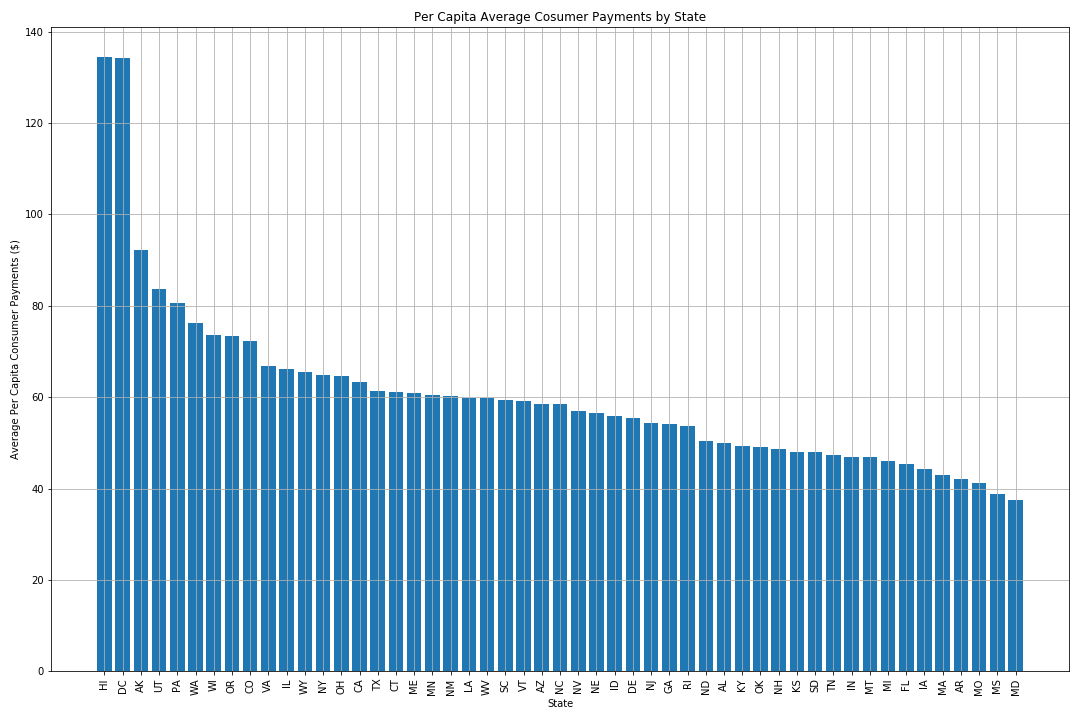 Per Capita Average Cosumer Payments by State
Average Per Capita Consumer Payments ($)
140
120
100
80
60
40
20
0
HI DC AK UT PA WA WI OR CO VA IL WY NY OH CA TX CT ME MN NM LA WV SC VT AZ NC NV NE ID DE NJ GA RI ND AL KY OK NH KS SD TN IN MT MI FL IA MA AR MO MS MD
State